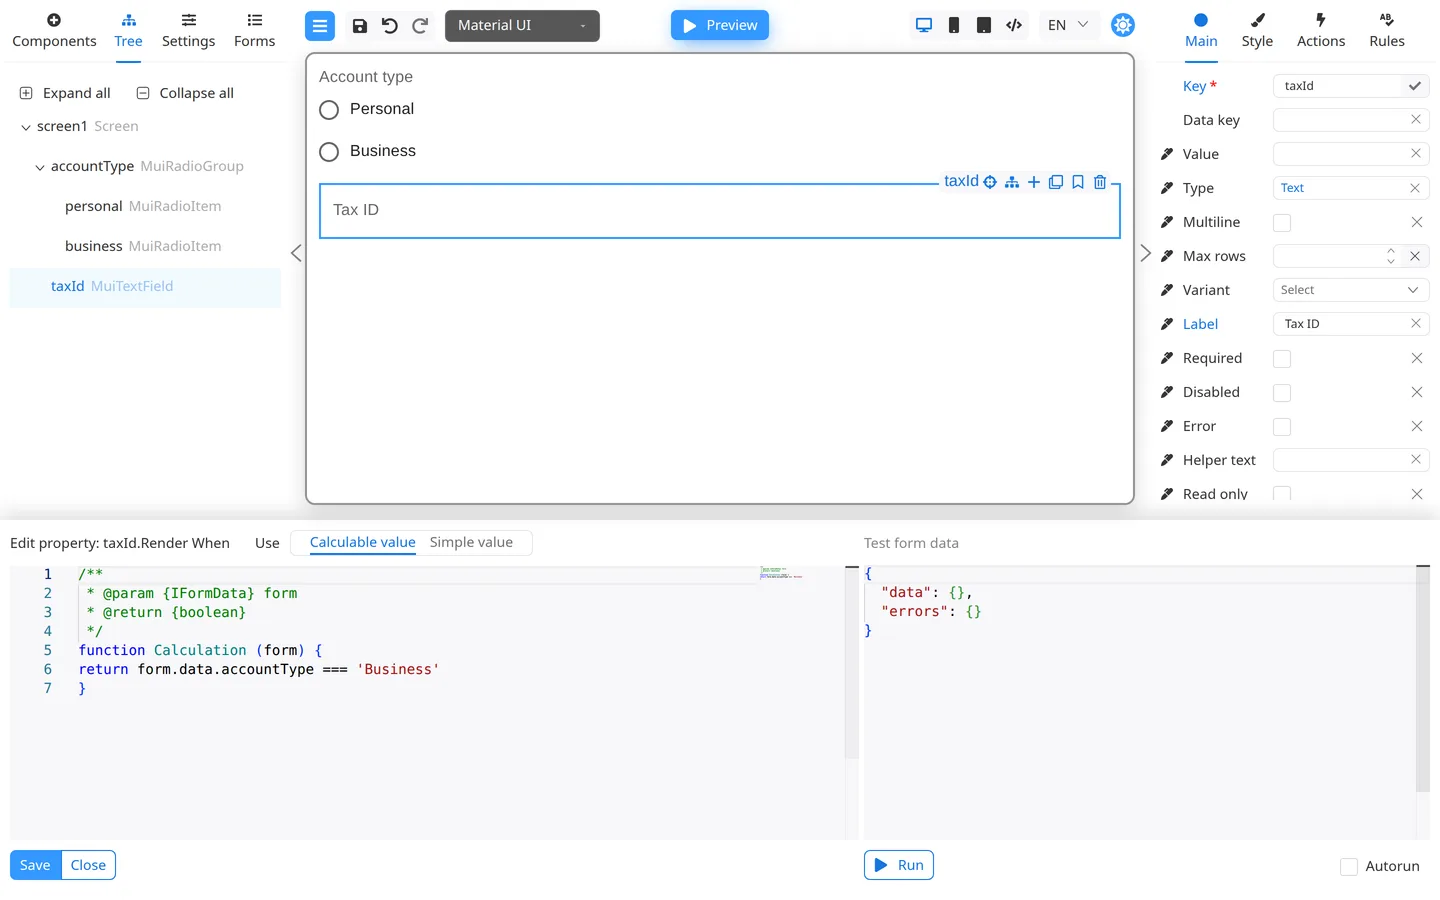 Components
Tree
Settings
Forms
Material UI
Preview
EN
Main
Style
Actions
AB
Rules
Expand all
Collapse all
screen1 Screen
accountType MuiRadioGroup
personal MuiRadioItem
business MuiRadioItem
taxId MuiTextField
Account type
Personal
Business
taxId
Tax ID
Key * taxId
Data key
Value
Type Text
Multiline
Max rows
Variant Select
Label Tax ID
Required
Disabled
Error
Helper text
Read only
Edit property: taxId.Render When
Use
Calculable value
Simple value
1 /**
2 * @param {IFormData} form
3 * @return {boolean}
4 */
5 function Calculation (form) {
6 return form.data.accountType === 'Business'
7 }
Test form data
{
"data": {},
"errors": {}
}
Save
Close
Run
Autorun